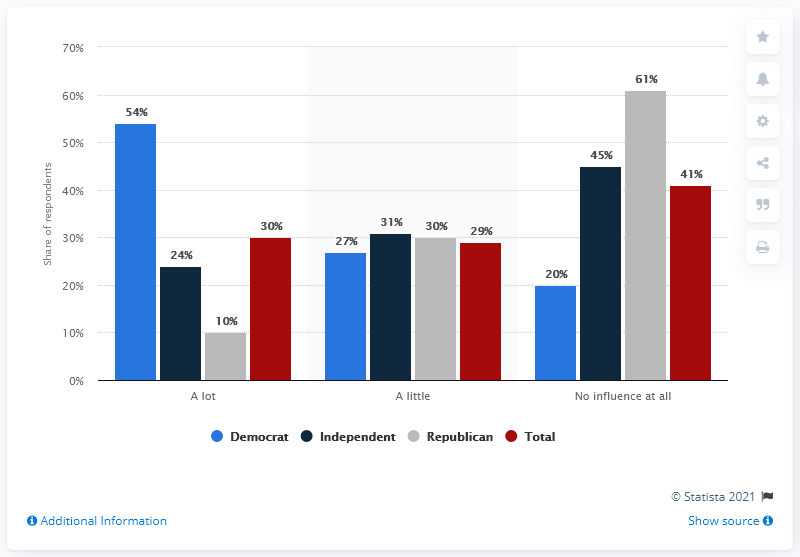 70%
60%
50%
40%
30%
20%
10%
0%
Share of respondents
54%
24%
10%
30%
27%
31%
30%
29%
20%
45%
61%
41%
A lot
A little
No influence at all
Democrat Independent Republican Total
© Statista 2021
Additional Information
Show source